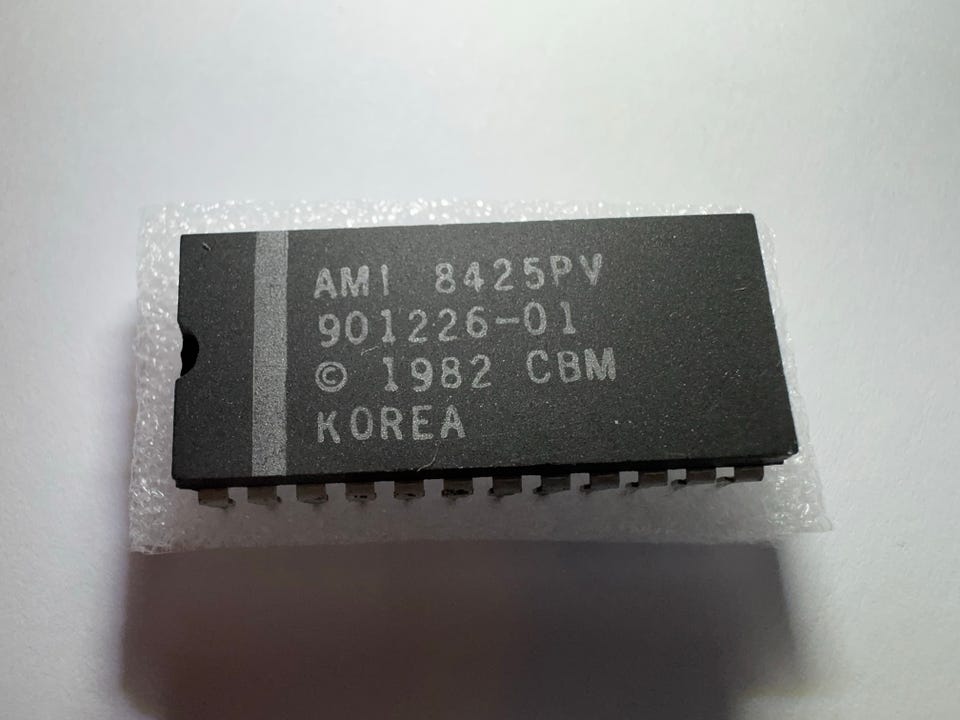 AMI 8425PV
901226-01
© 1982 CBM
KOREA